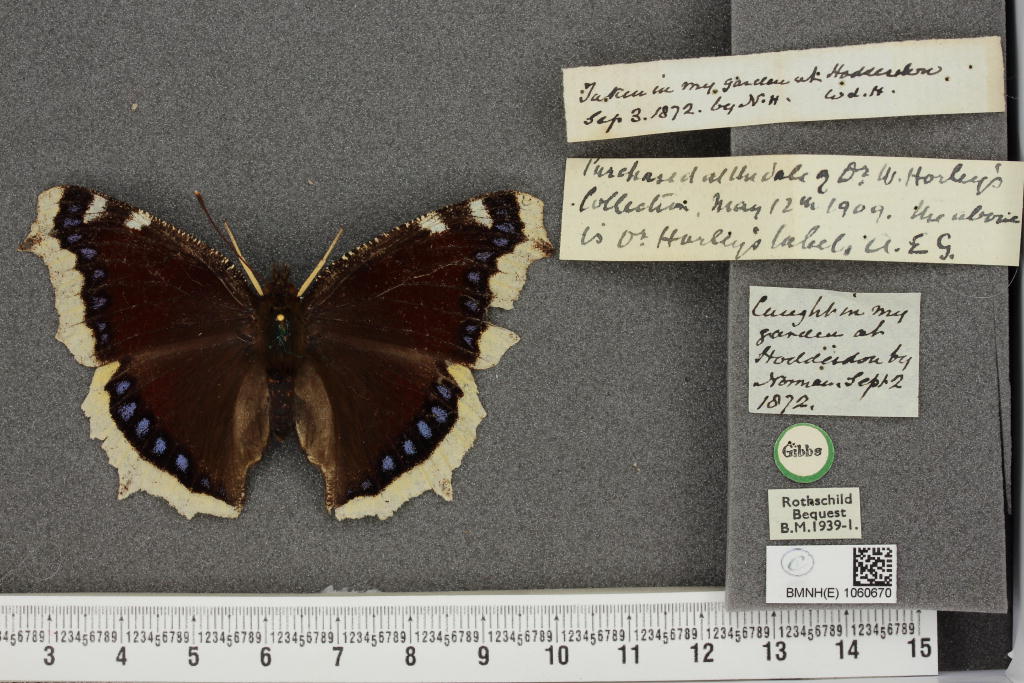 Taken in my garden at Hoddesdon.
Sep 3. 1872. by N.H. W.d.H.
Purchased at the Sale of Dr. W. Horley's
Collection, May 12th 1909. The above
is Dr Horley's label; A. E. G.
Caught in my
garden at
Hoddesdon by
Norman. Sept 2
1872.
Gibbs
Rothschild
Bequest
B.M.1939-1.
C
BMNH(E) 1060670
3 4 5 6 7 8 9 10 11 12 13 14 15